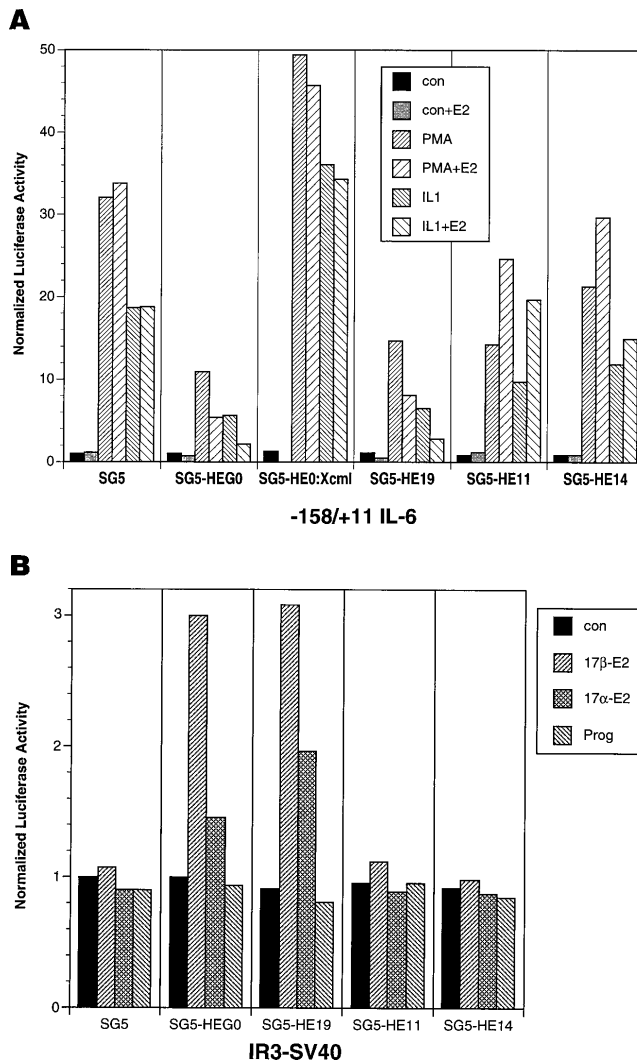 A
Normalized Luciferase Activity
50
40
30
20
10
0
con
con+E2
PMA
PMA+E2
IL1
IL1+E2
SG5
SG5-HEG0
SG5-HE0:XcmI
SG5-HE19
SG5-HE11
SG5-HE14
-158/+11 IL-6
B
Normalized Luciferase Activity
3
2
1
0
con
17β-E2
17α-E2
Prog
SG5
SG5-HEG0
SG5-HE19
SG5-HE11
SG5-HE14
IR3-SV40